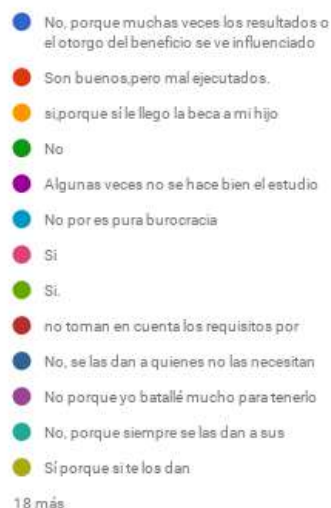 No, porque muchas veces los resultados o
el otorgo del beneficio se ve influenciado
Son buenos,pero mal ejecutados.
si,porque sí le llego la beca a mi hijo
No
Algunas veces no se hace bien el estudio
No por es pura burocracia
Si
Si.
no toman en cuenta los requisitos por
No, se las dan a quienes no las necesitan
No porque yo batallé mucho para tenerlo
No, porque siempre se las dan a sus
Sí porque si te los dan
18 más